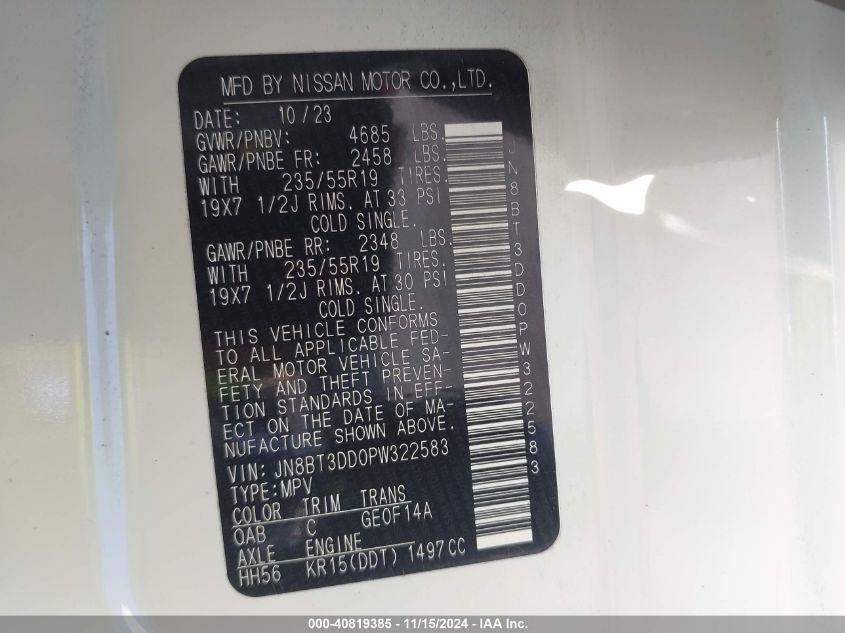 MFD BY NISSAN MOTOR CO.,LTD.
DATE: 10/23
GVWR/PNBV: 4685 LBS.
GAWR/PNBE FR: 2458 LBS.
WITH 235/55R19 TIRES.
19X7 1/2J RIMS. AT 33 PSI
COLD SINGLE.
GAWR/PNBE RR: 2348 LBS.
WITH 235/55R19 TIRES.
19X7 1/2J RIMS. AT 30 PSI
COLD SINGLE.
THIS VEHICLE CONFORMS
TO ALL APPLICABLE FED-
ERAL MOTOR VEHICLE SA-
FETY AND THEFT PREVEN-
TION STANDARDS IN EFF-
ECT ON THE DATE OF MA-
NUFACTURE SHOWN ABOVE.
VIN: JN8BT3DD0PW322583
TYPE:MPV
COLOR TRIM TRANS
QAB C GE0F14A
AXLE ENGINE
HH56 KR15(DDT) 1497CC
JN8BT3DD0PW322583
000-40819385 - 11/15/2024 - IAA Inc.